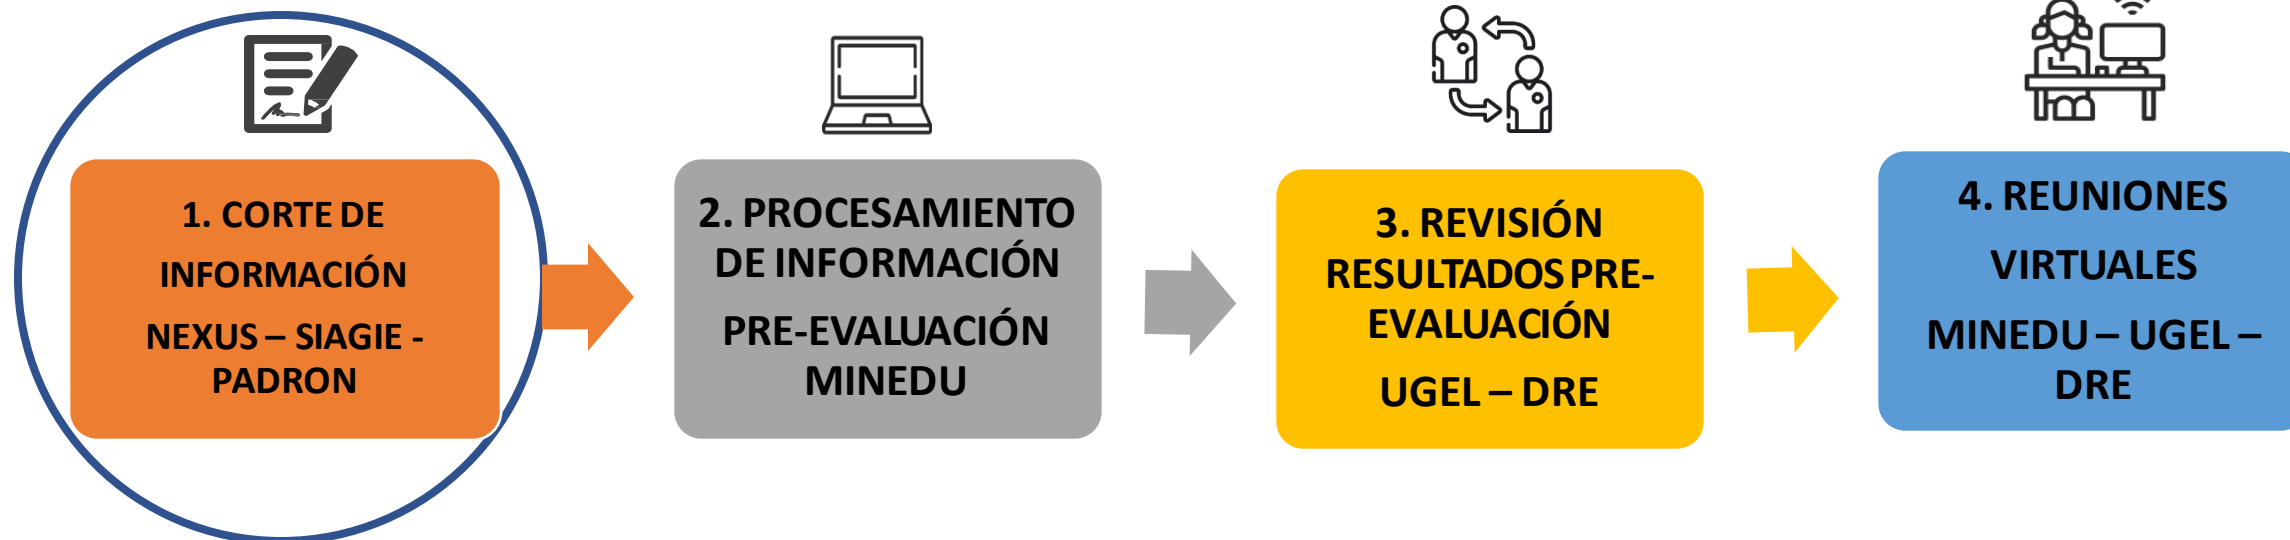 1. CORTE DE
INFORMACIÓN
NEXUS – SIAGIE -
PADRON
2. PROCESAMIENTO
DE INFORMACIÓN
PRE-EVALUACIÓN
MINEDU
3. REVISIÓN
RESULTADOS PRE-
EVALUACIÓN
UGEL – DRE
4. REUNIONES
VIRTUALES
MINEDU – UGEL –
DRE